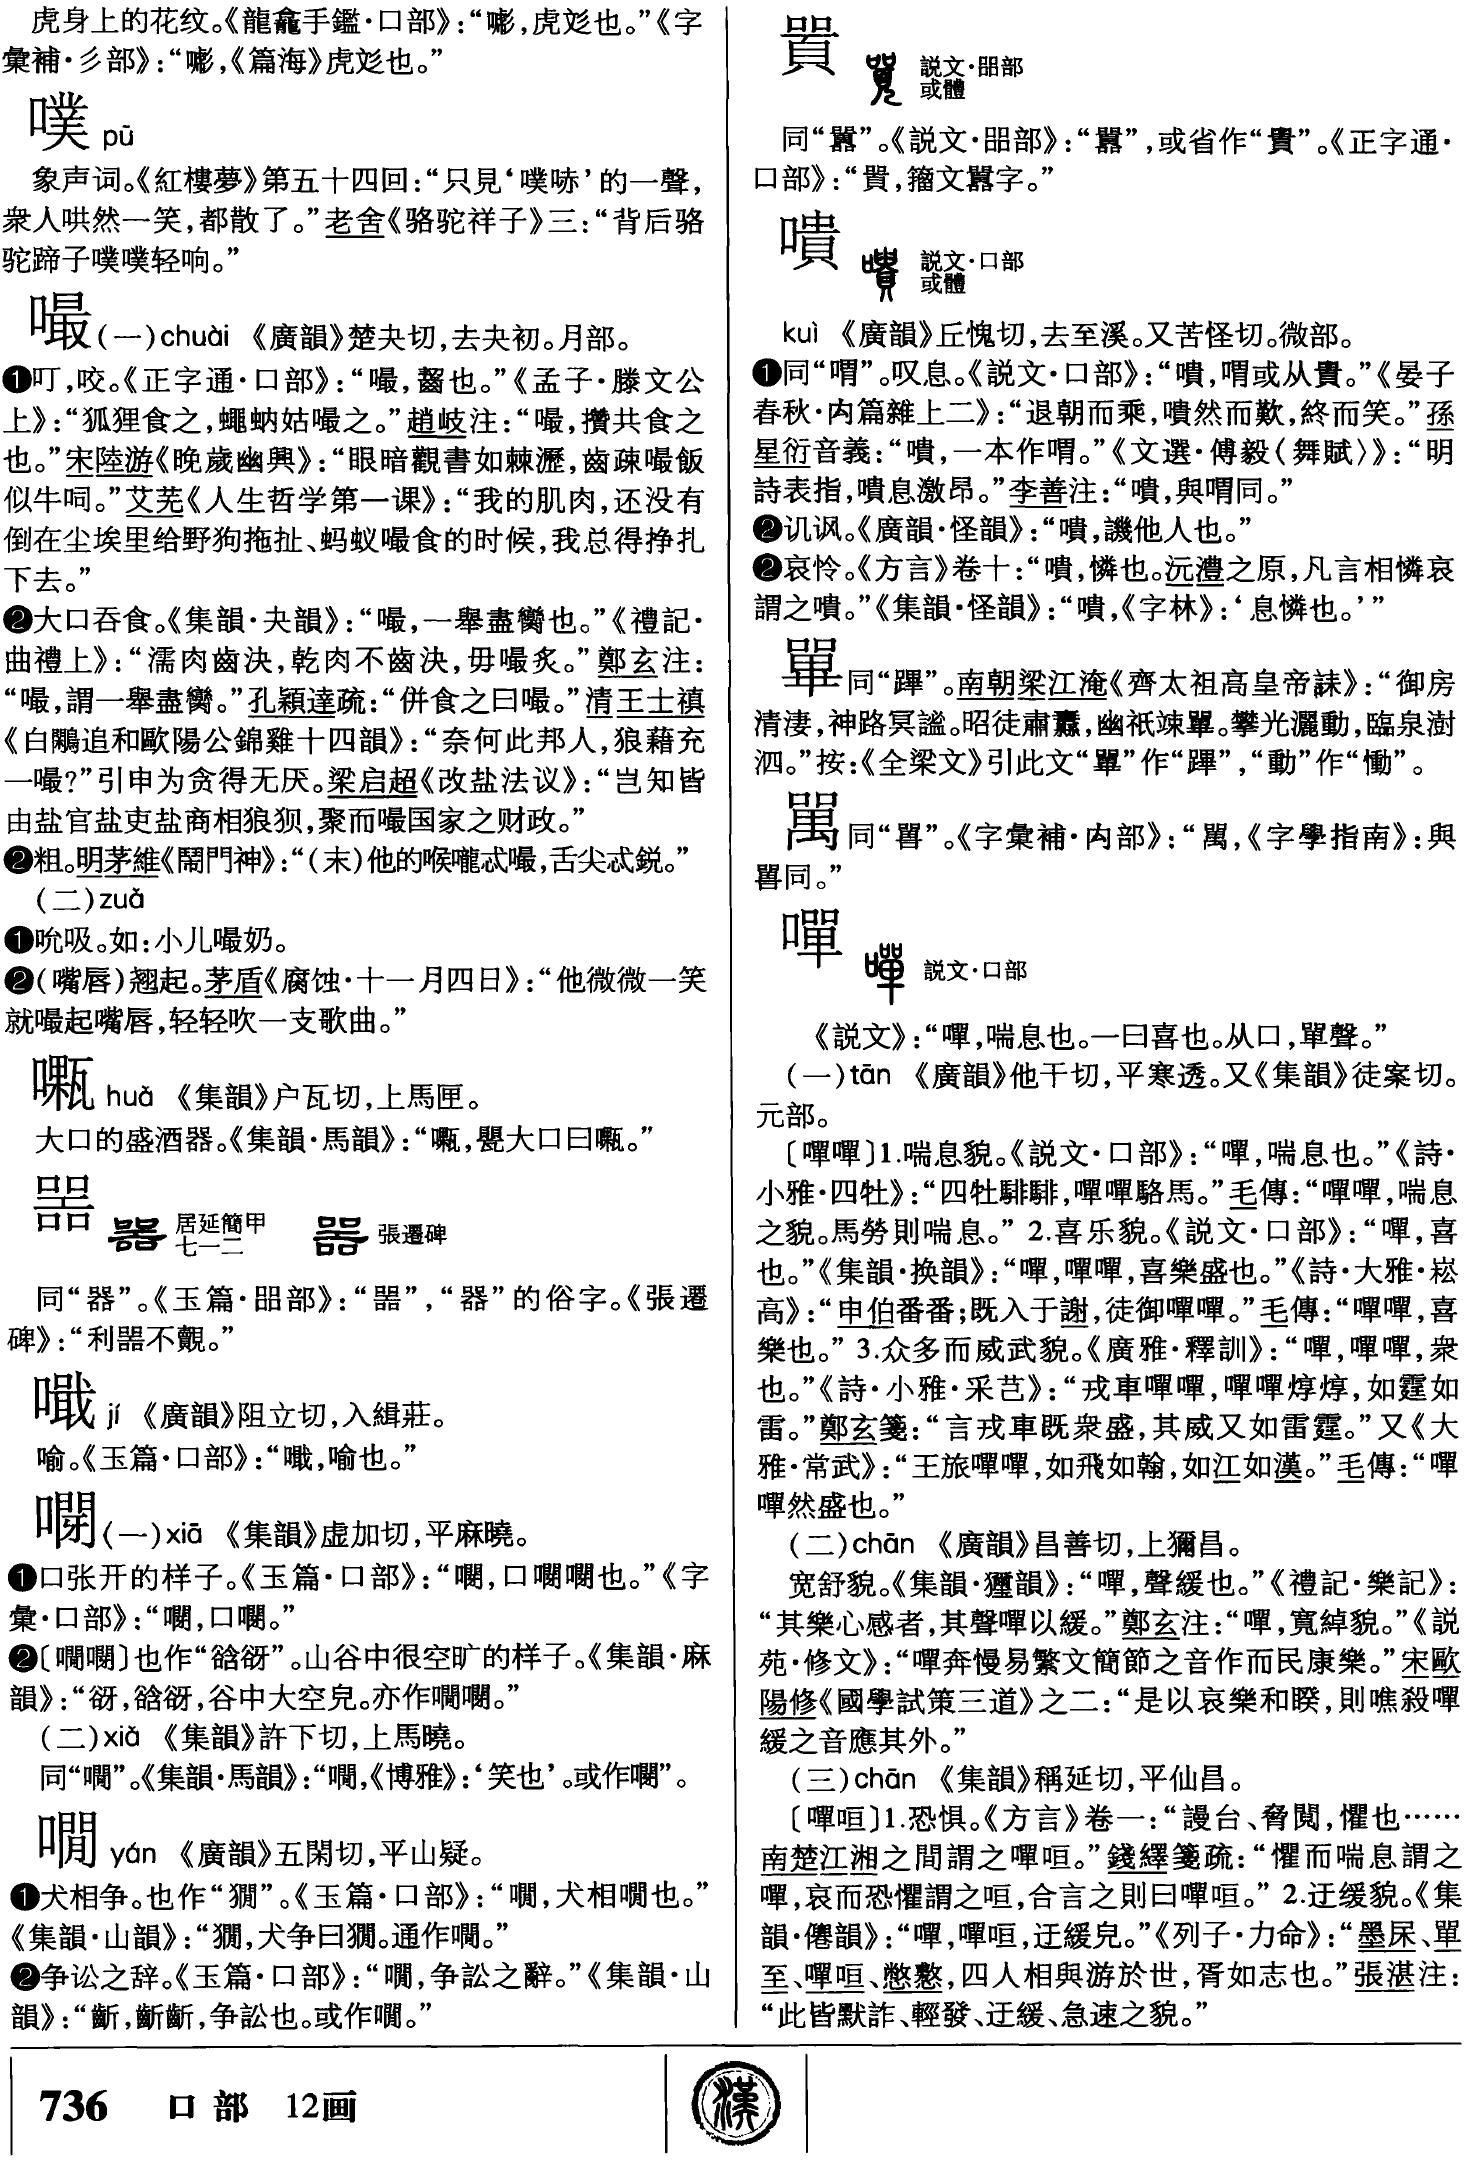 虎身上的花纹。《龍龕手鑑·口部》：“嘭，虎彣也。”《字
彙補·彡部》：“嘭，《篇海》虎彣也。”
噗 pū
象声词。《紅樓夢》第五十四回：“只見‘噗哧’的一聲，
衆人哄然一笑，都散了。”老舍《骆驼祥子》三：“背后骆
驼蹄子噗噗轻响。”
嘬 (一)chuài 《廣韻》楚夬切，去夬初。月部。
❶叮，咬。《正字通·口部》：“嘬，齧也。”《孟子·滕文公
上》：“狐狸食之，蠅蚋姑嘬之。”趙岐注：“嘬，攢共食之
也。”宋陸游《晚歲幽興》：“眼暗觀書如棘瀝，齒疎嘬飯
似牛呞。”艾芜《人生哲学第一课》：“我的肌肉，还没有
倒在尘埃里给野狗拖扯、蚂蚁嘬食的时候，我总得挣扎
下去。”
❷大口吞食。《集韻·夬韻》：“嘬，一舉盡臠也。”《禮記·
曲禮上》：“濡肉齒決，乾肉不齒決，毋嘬炙。”鄭玄注：
“嘬，謂一舉盡臠。”孔穎達疏：“併食之曰嘬。”清王士禛
《白鷴追和歐陽公錦雞十四韻》：“奈何此邦人，狼藉充
一嘬？”引申为贪得无厌。梁启超《改盐法议》：“岂知皆
由盐官盐吏盐商相狼狈，聚而嘬国家之财政。”
❷粗。明茅維《鬧門神》：“（末）他的喉嚨忒嘬，舌尖忒鋭。”
(二)zuǎ
❶吮吸。如：小儿嘬奶。
❷（嘴唇）翘起。茅盾《腐蚀·十一月四日》：“他微微一笑
就嘬起嘴唇，轻轻吹一支歌曲。”
huǎ 《集韻》户瓦切，上馬匣。
大口的盛酒器。《集韻·馬韻》：“，甖大口曰。”
噐 居延簡甲 張遷碑
七一二
同“器”。《玉篇·㗊部》：“噐”，“器”的俗字。《張遷
碑》：“利噐不觀。”
㗱 jí 《廣韻》阻立切，入緝莊。
喻。《玉篇·口部》：“㗱，喻也。”
(一)xiā 《集韻》虚加切，平麻曉。
❶口张开的样子。《玉篇·口部》：“，口也。”《字
彙·口部》：“，口。”
❷〔〕也作“谽谺”。山谷中很空旷的样子。《集韻·麻
韻》：“谺，谽谺，谷中大空皃。亦作。”
(二)xiǎ 《集韻》許下切，上馬曉。
同“”。《集韻·馬韻》：“，《博雅》：‘笑也’。或作”。
yán 《廣韻》五閑切，平山疑。
❶犬相争。也作“”。《玉篇·口部》：“，犬相也。”
《集韻·山韻》：“，犬争曰。通作。”
❷争讼之辞。《玉篇·口部》：“，争訟之辭。”《集韻·山
韻》：“齗，齗齗，争訟也。或作。”
説文·㗊部
或體
同“囂”。《説文·㗊部》：“囂”，或省作“”。《正字通·
口部》：“，籀文囂字。”
嘳 説文·口部
或體
kuì 《廣韻》丘愧切，去至溪。又苦怪切。微部。
❶同“喟”。叹息。《説文·口部》：“嘳，喟或从貴。”《晏子
春秋·内篇雜上二》：“退朝而乘，嘳然而歎，終而笑。”孫
星衍音義：“嘳，一本作喟。”《文選·傅毅〈舞賦〉》：“明
詩表指，嘳息激昂。”李善注：“嘳，與喟同。”
❷讥讽。《廣韻·怪韻》：“嘳，譏他人也。”
❷哀怜。《方言》卷十：“嘳，憐也。沅澧之原，凡言相憐哀
謂之嘳。”《集韻·怪韻》：“嘳，《字林》：‘息憐也。’”
同“蹕”。南朝梁江淹《齊太祖高皇帝誄》：“御房
清淒，神路冥謐。昭徒肅纛，幽祇竦。攀光灑動，臨泉澍
泗。”按：《全梁文》引此文“”作“蹕”，“動”作“慟”。
同“噐”。《字彙補·内部》：“，《字學指南》：與
同。”
嘽 説文·口部
《説文》：“嘽，喘息也。一曰喜也。从口，單聲。”
(一)tān 《廣韻》他干切，平寒透。又《集韻》徒案切。
元部。
〔嘽嘽〕1.喘息貌。《説文·口部》：“嘽，喘息也。”《詩·
小雅·四牡》：“四牡騑騑，嘽嘽駱馬。”毛傳：“嘽嘽，喘息
之貌。馬勞則喘息。” 2.喜乐貌。《説文·口部》：“嘽，喜
也。”《集韻·换韻》：“嘽，嘽嘽，喜樂盛也。”《詩·大雅·崧
高》：“申伯番番；既入于謝，徒御嘽嘽。”毛傳：“嘽嘽，喜
樂也。” 3.众多而威武貌。《廣雅·釋訓》：“嘽，嘽嘽，衆
也。”《詩·小雅·采芑》：“戎車嘽嘽，嘽嘽焞焞，如霆如
雷。”鄭玄箋：“言戎車既衆盛，其威又如雷霆。”又《大
雅·常武》：“王旅嘽嘽，如飛如翰，如江如漢。”毛傳：“嘽
嘽然盛也。”
(二)chǎn 《廣韻》昌善切，上獼昌。
宽舒貌。《集韻·獮韻》：“嘽，聲緩也。”《禮記·樂記》：
“其樂心感者，其聲嘽以緩。”鄭玄注：“嘽，寬綽貌。”《説
苑·修文》：“嘽奔慢易繁文簡節之音作而民康樂。”宋歐
陽修《國學試策三道》之二：“是以哀樂和睽，則噍殺嘽
緩之音應其外。”
(三)chān 《集韻》稱延切，平仙昌。
〔嘽咺〕1.恐惧。《方言》卷一：“謾台、脅鬩，懼也……
南楚江湘之間謂之嘽咺。”錢繹箋疏：“懼而喘息謂之
嘽，哀而恐懼謂之咺，合言之則曰嘽咺。” 2.迂缓貌。《集
韻·僊韻》：“嘽，嘽咺，迂緩皃。”《列子·力命》：“墨杘、單
至、嘽咺、憋憿，四人相與游於世，胥如志也。”張湛注：
“此皆默詐、輕發、迂緩、急速之貌。”
736 口部 12画
漢